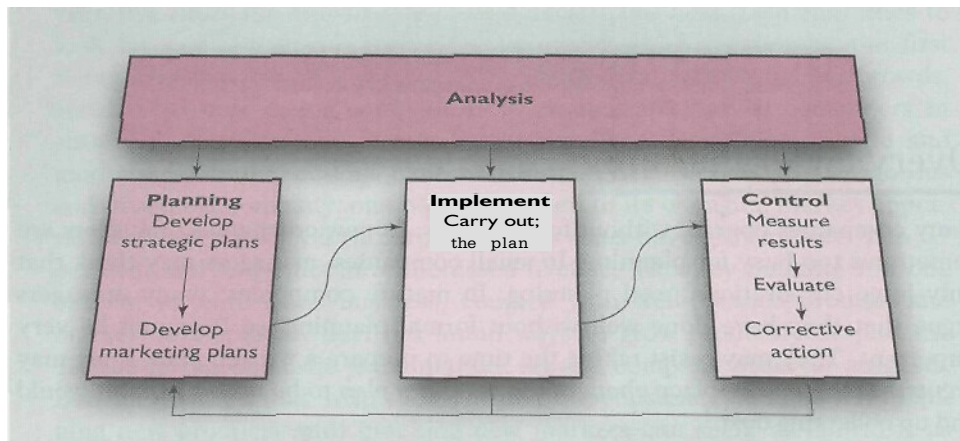 Analysis
Planning
Develop
strategic plans
Develop
marketing plans
Implement
Carry out;
the plan
Control
Measure
results
Evaluate
Corrective
action